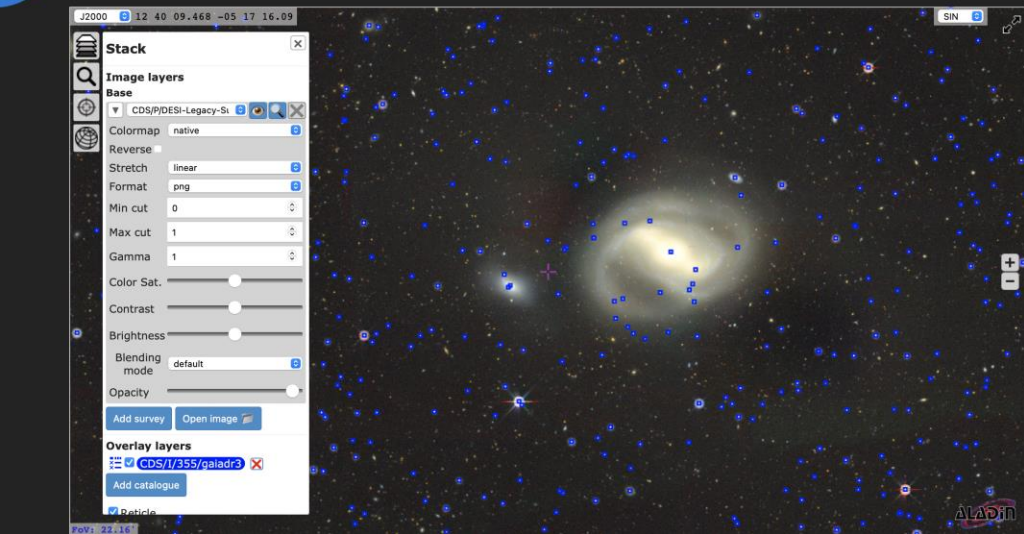 J2000 12 40 09.468 -05 17 16.09
SIN
Stack
Image layers
Base
CDS/P/DESI-Legacy-Su
Colormap native
Reverse
Stretch linear
Format png
Min cut 0
Max cut 1
Gamma 1
Color Sat.
Contrast
Brightness
Blending mode default
Opacity
Add survey Open image
Overlay layers
CDS/I/355/gaiadr3
Add catalogue
Reticle
FoV: 22.16'
ALADIN